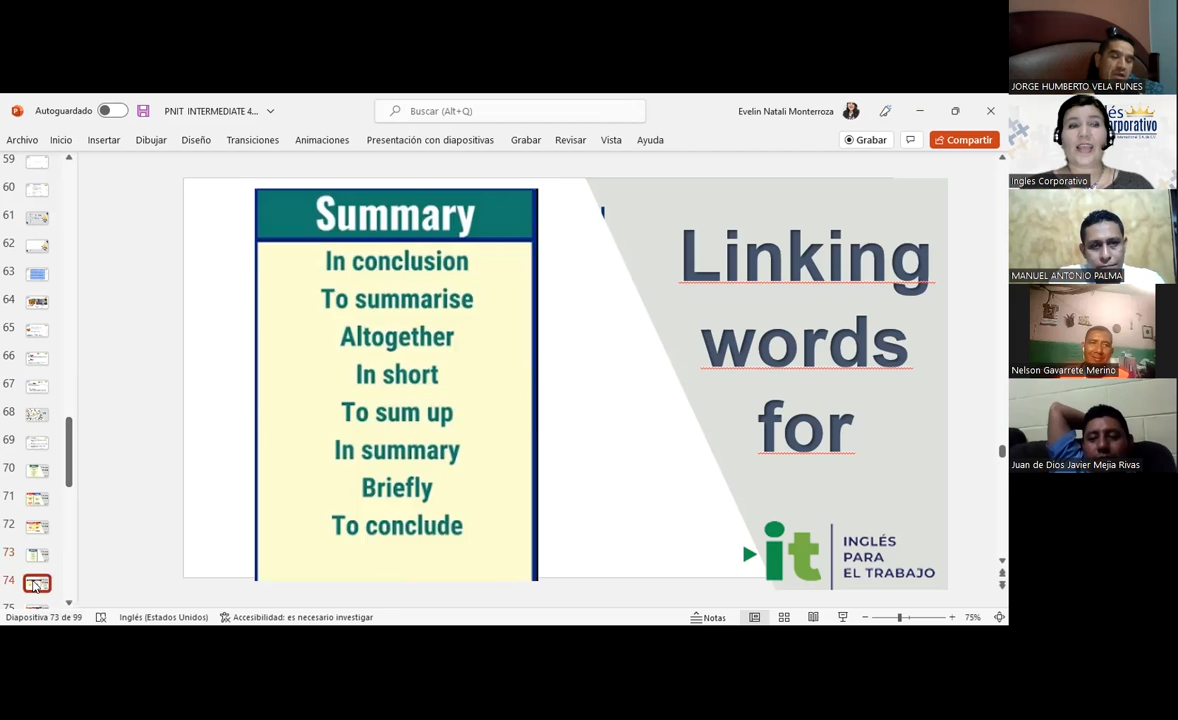 JORGE HUMBERTO VELA FUNES
Autoguardado
PNIT INTERMEDIATE 4...
Buscar (Alt+Q)
Evelin Natali Monterroza
Archivo
Inicio
Insertar
Dibujar
Diseño
Transiciones
Animaciones
Presentación con diapositivas
Grabar
Revisar
Vista
Ayuda
Grabar
Compartir
Ingles Corporativo
MANUEL ANTONIO PALMA
Nelson Gavarrete Merino
Juan de Dios Javier Mejia Rivas
59
60
61
62
63
64
65
66
67
68
69
70
71
72
73
74
75
Summary
In conclusion
To summarise
Altogether
In short
To sum up
In summary
Briefly
To conclude
Linking
words
for
it
INGLÉS
PARA
EL TRABAJO
Diapositiva 73 de 99
Inglés (Estados Unidos)
Accesibilidad: es necesario investigar
Notas
75%